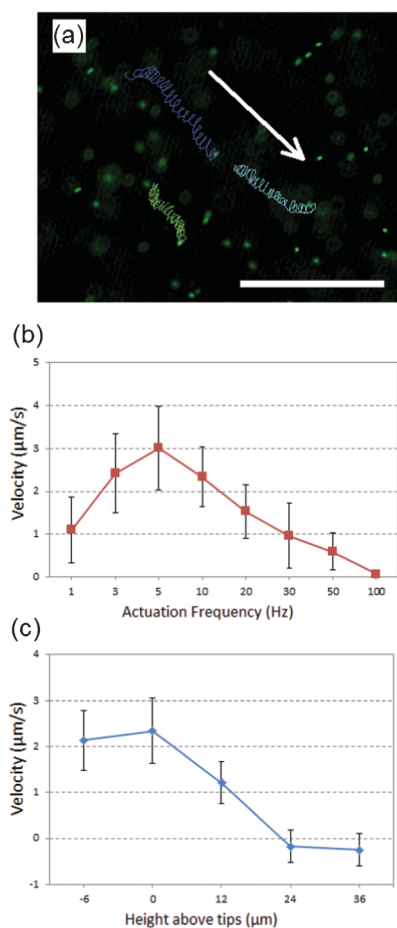 (a)
(b)
5
4
3
2
1
0
Velocity (µm/s)
1 3 5 10 20 30 50 100
Actuation Frequency (Hz)
(c)
4
3
2
1
0
-1
Velocity (µm/s)
-6 0 12 24 36
Height above tips (µm)